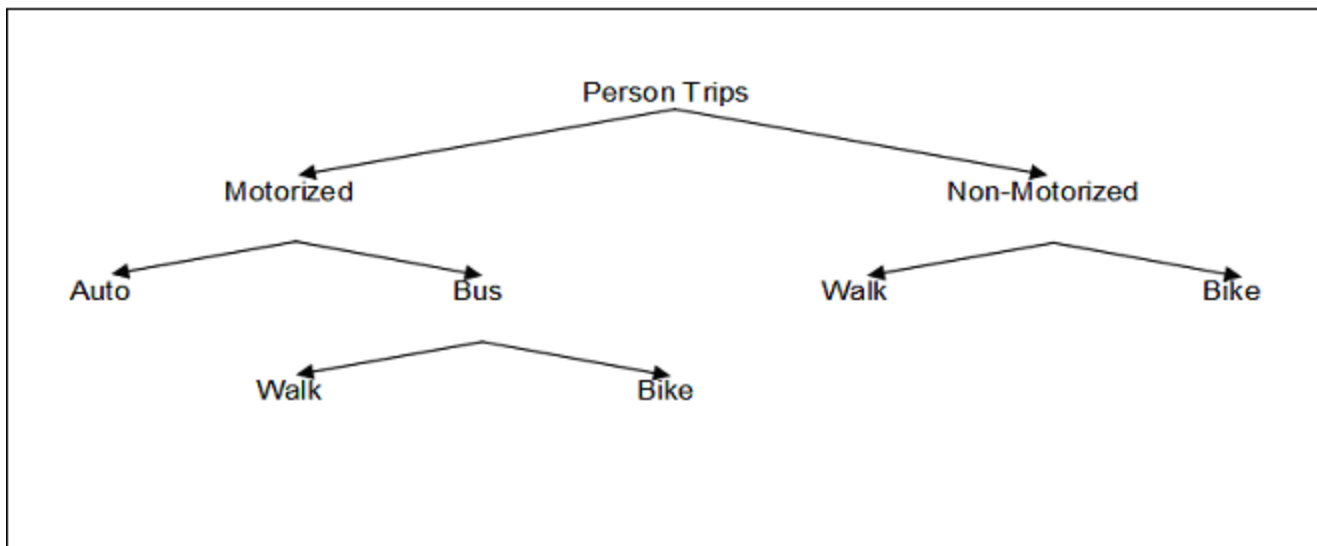 Person Trips
Motorized
Non-Motorized
Auto
Bus
Walk
Bike
Walk
Bike